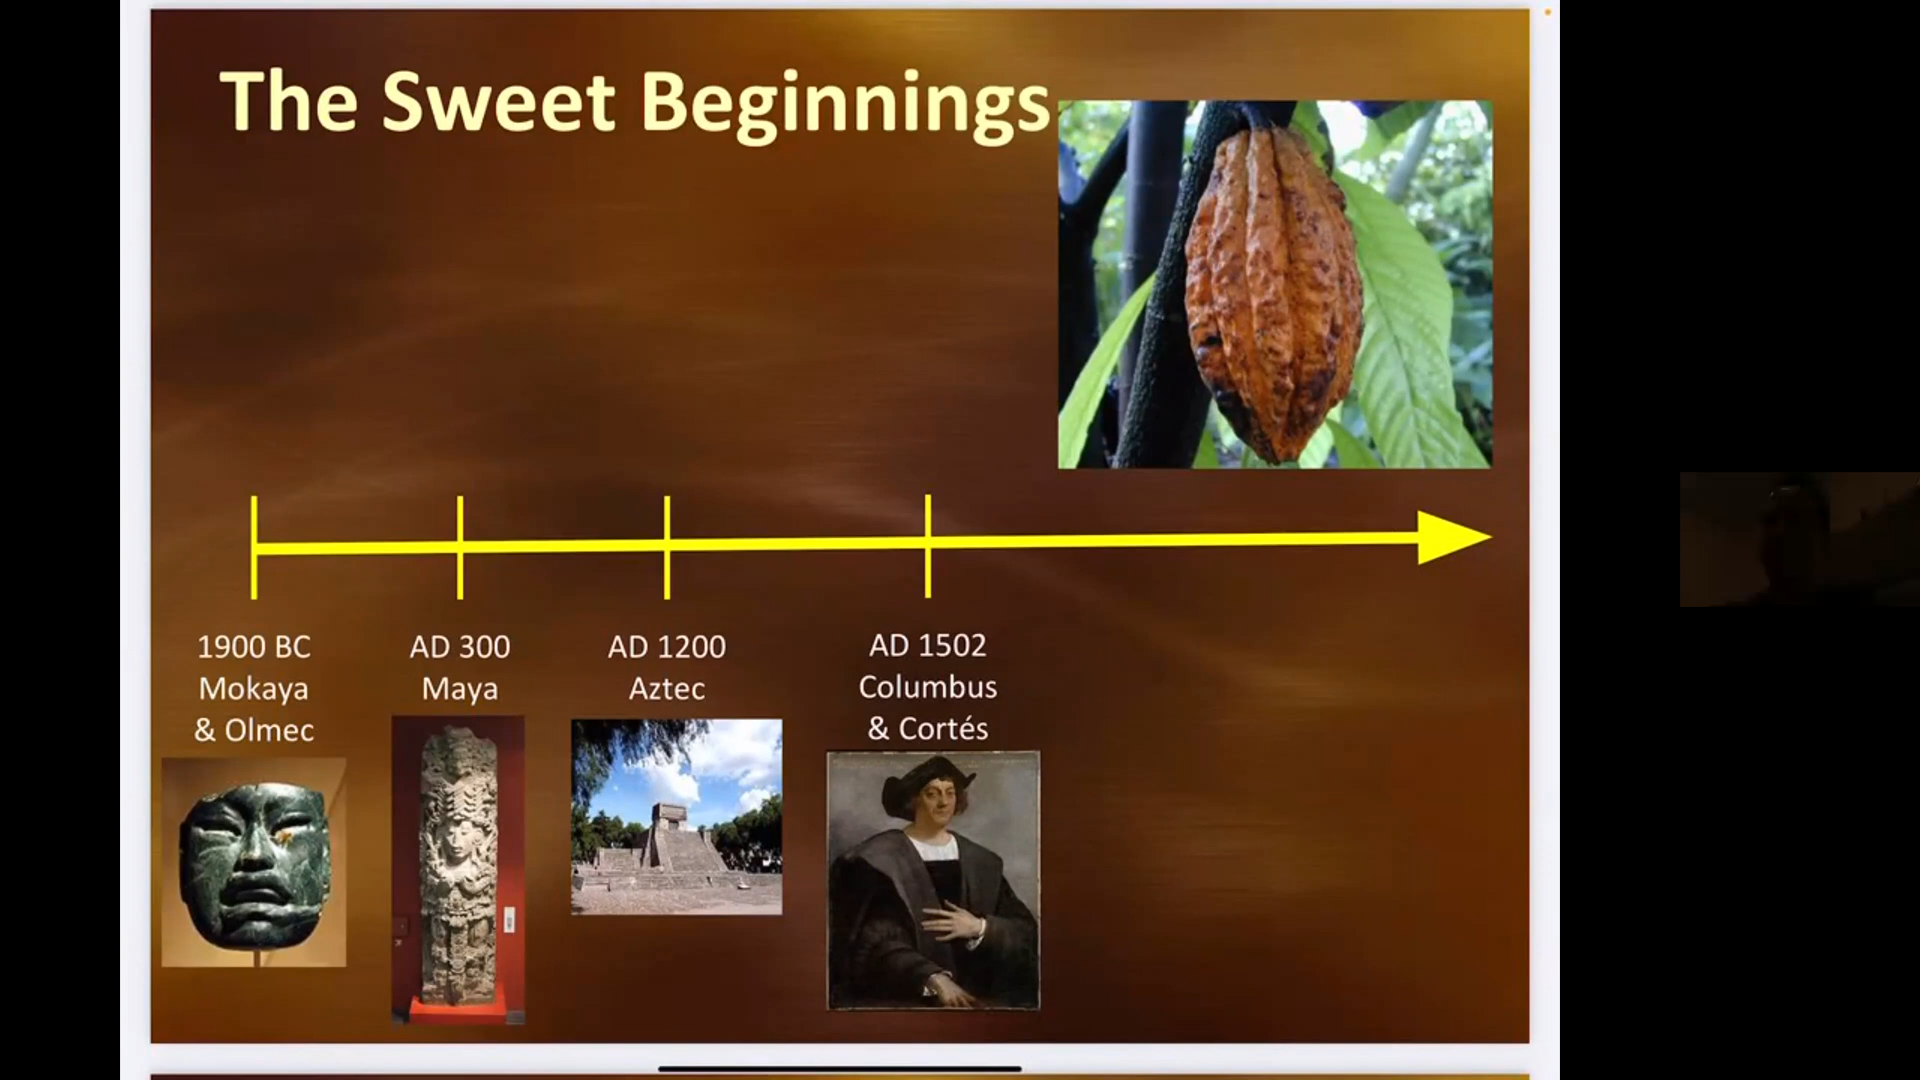 The Sweet Beginnings
1900 BC
Mokaya
& Olmec
AD 300
Maya
AD 1200
Aztec
AD 1502
Columbus
& Cortés